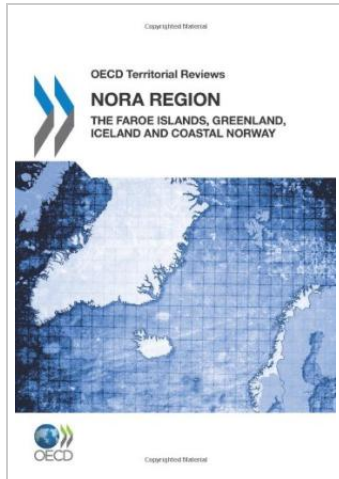 Copyrighted Material
OECD Territorial Reviews
NORA REGION
THE FAROE ISLANDS, GREENLAND,
ICELAND AND COASTAL NORWAY
OECD
Copyrighted Material